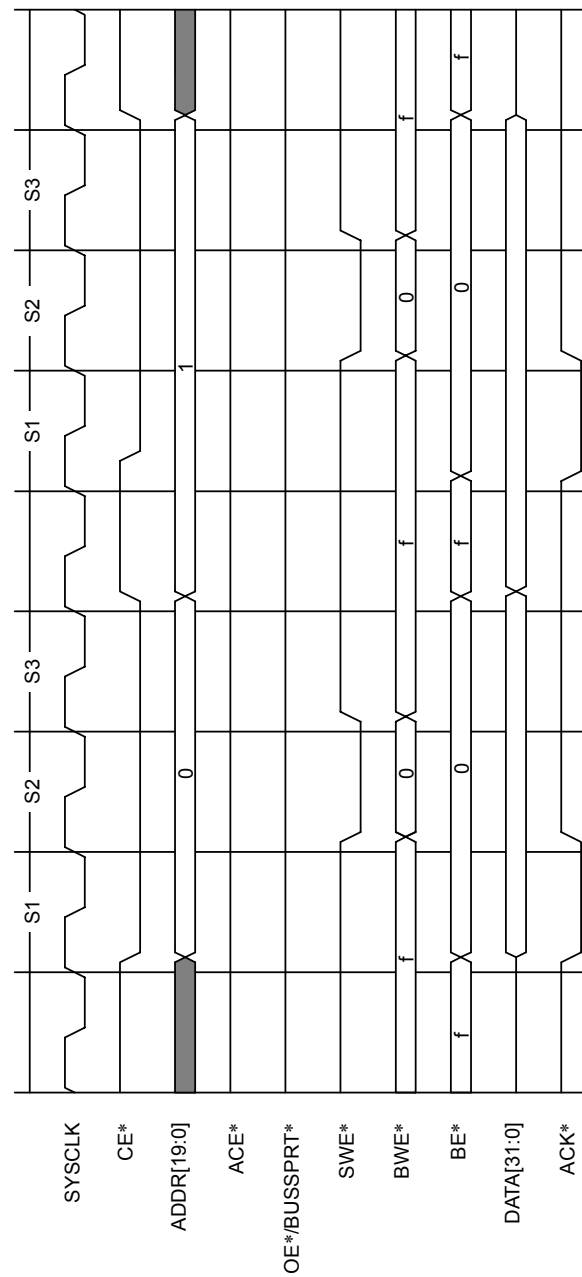 S1 S2 S3 S1 S2 S3
SYSCLK
CE*
ADDR[19:0] 0 1
ACE*
OE*/BUSSPRT*
SWE*
BWE* f 0 f 0 f
BE* f 0 f 0 f
DATA[31:0]
ACK*